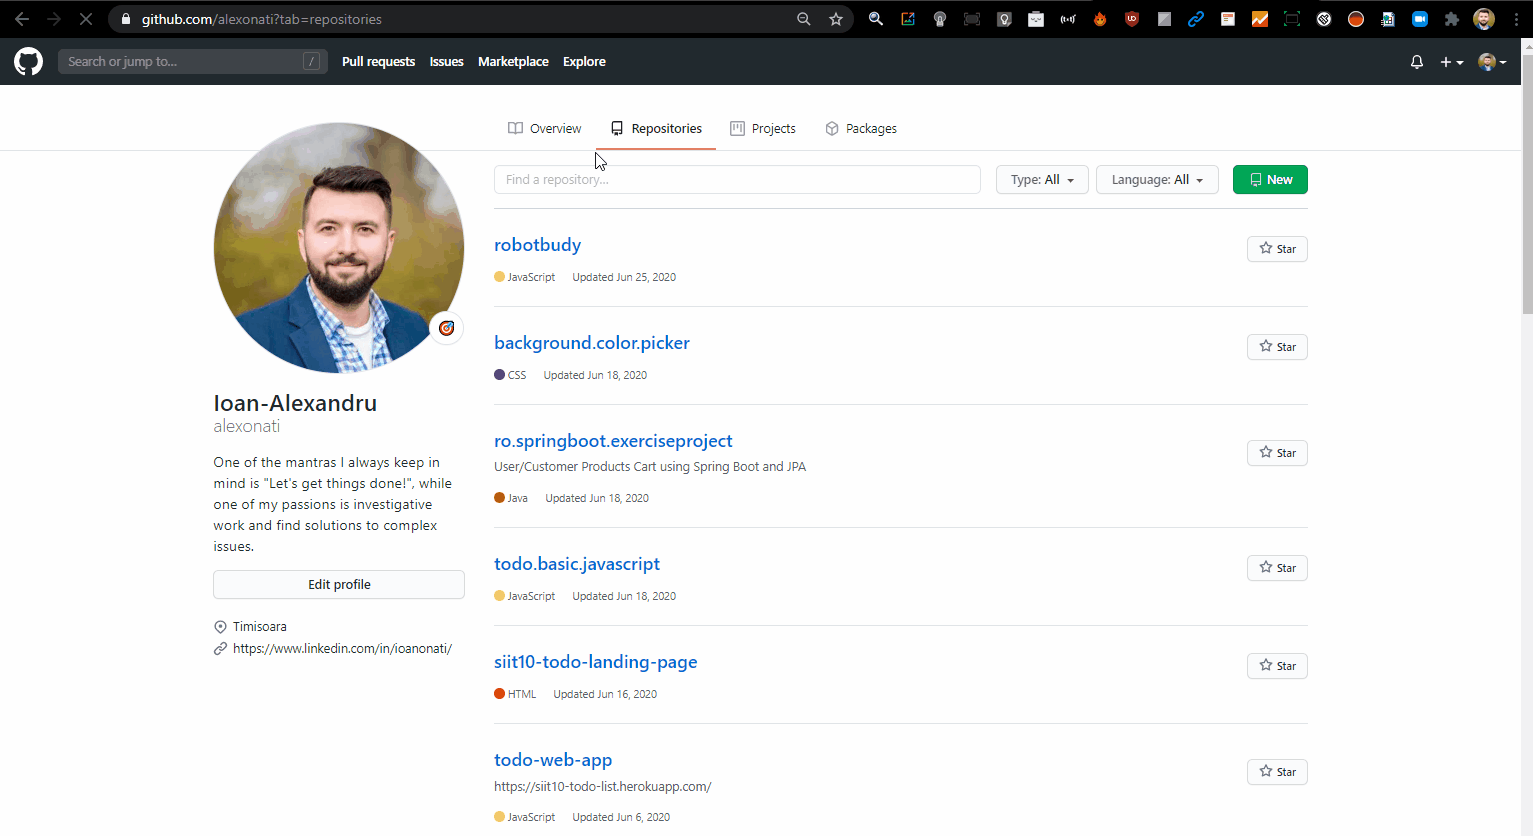 github.com/alexonati?tab=repositories
Search or jump to... /
Pull requests Issues Marketplace Explore
Overview Repositories Projects Packages
Find a repository... Type: All Language: All New
robotbudy
Star
JavaScript Updated Jun 25, 2020
background.color.picker
Star
CSS Updated Jun 18, 2020
ro.springboot.exerciseproject
Star
User/Customer Products Cart using Spring Boot and JPA
Java Updated Jun 18, 2020
todo.basic.javascript
Star
JavaScript Updated Jun 18, 2020
siit10-todo-landing-page
Star
HTML Updated Jun 16, 2020
todo-web-app
Star
https://siit10-todo-list.herokuapp.com/
JavaScript Updated Jun 6, 2020
Ioan-Alexandru
alexonati
One of the mantras I always keep in
mind is "Let's get things done!", while
one of my passions is investigative
work and find solutions to complex
issues.
Edit profile
Timisoara
https://www.linkedin.com/in/ioanonati/